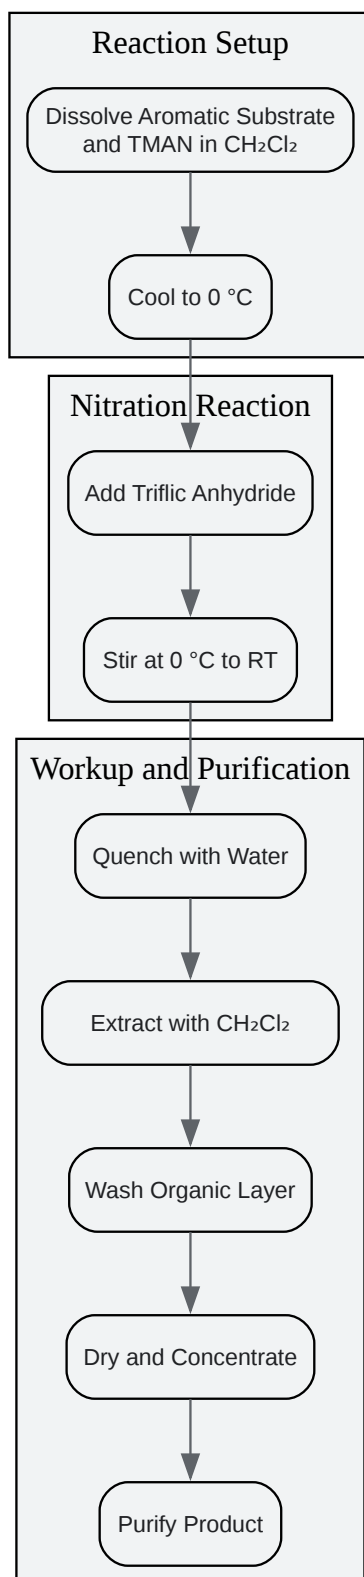 Reaction Setup
Dissolve Aromatic Substrate
and TMAN in CH₂Cl₂
Cool to 0 °C
Nitration Reaction
Add Triflic Anhydride
Stir at 0 °C to RT
Workup and Purification
Quench with Water
Extract with CH₂Cl₂
Wash Organic Layer
Dry and Concentrate
Purify Product